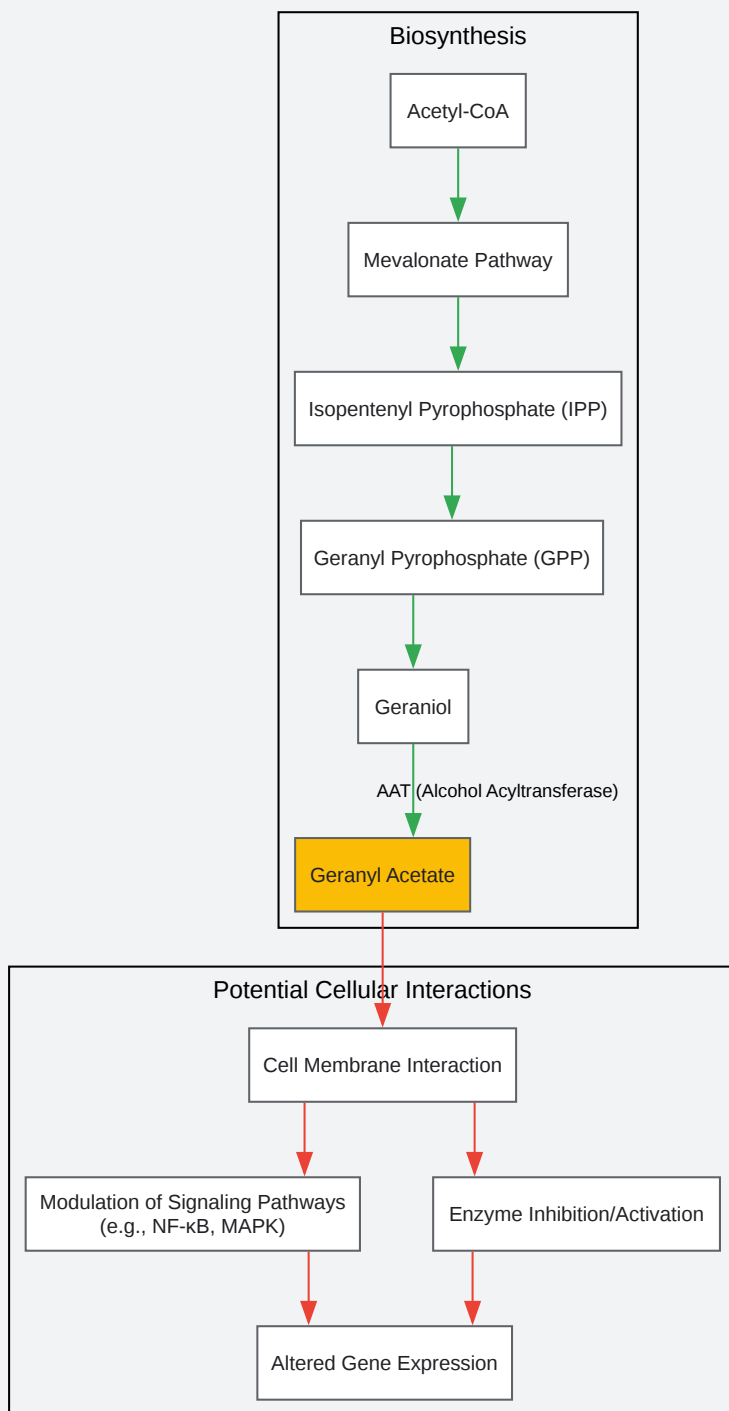 Biosynthesis
Acetyl-CoA
Mevalonate Pathway
Isopentenyl Pyrophosphate (IPP)
Geranyl Pyrophosphate (GPP)
Geraniol
AAT (Alcohol Acyltransferase)
Geranyl Acetate
Potential Cellular Interactions
Cell Membrane Interaction
Modulation of Signaling Pathways
(e.g., NF-κB, MAPK)
Enzyme Inhibition/Activation
Altered Gene Expression